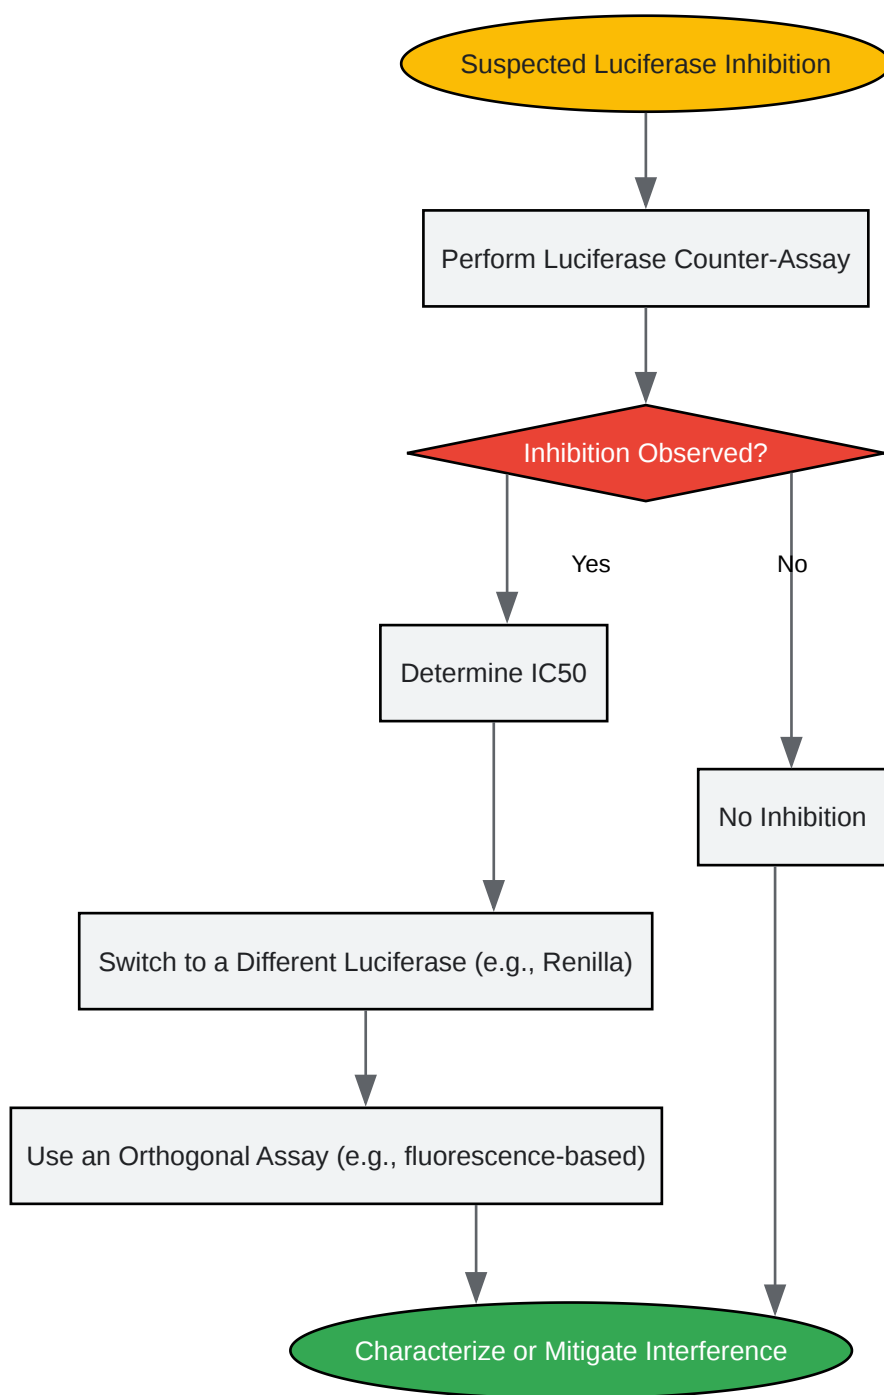 Suspected Luciferase Inhibition
Perform Luciferase Counter-Assay
Inhibition Observed?
Yes
No
Determine IC50
No Inhibition
Switch to a Different Luciferase (e.g., Renilla)
Use an Orthogonal Assay (e.g., fluorescence-based)
Characterize or Mitigate Interference